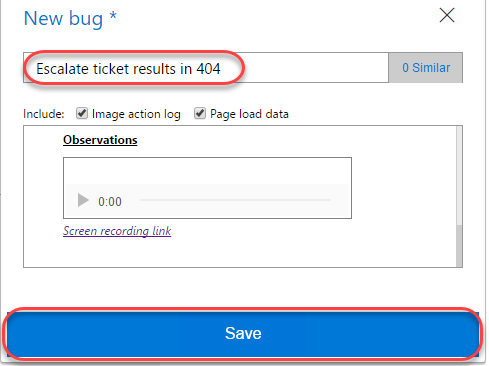 New bug *
Escalate ticket results in 404
0 Similar
Include: Image action log Page load data
Observations
0:00
Screen recording link
Save